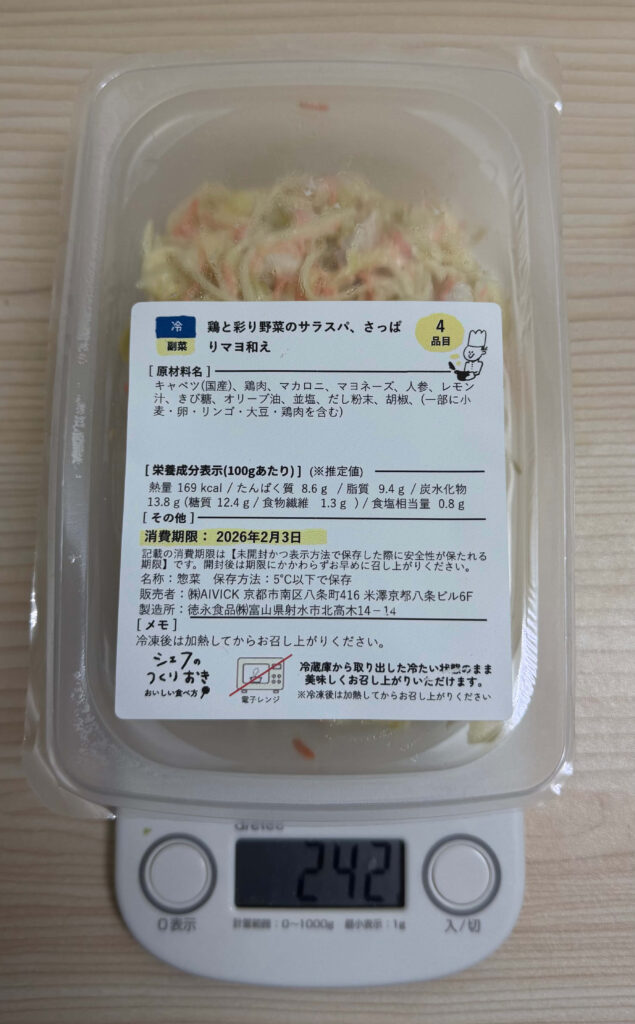 冷
副菜
鶏と彩り野菜のサラスパ、さっぱ
りマヨ和え
4
品目
[ 原材料名 ]
キャベツ(国産)、鶏肉、マカロニ、マヨネーズ、人参、レモン
汁、きび糖、オリーブ油、並塩、だし粉末、胡椒、(一部に小
麦・卵・リンゴ・大豆・鶏肉を含む)
[ 栄養成分表示(100gあたり) ] (※推定値)
熱量 169 kcal / たんぱく質 8.6 g / 脂質 9.4 g / 炭水化物
13.8 g (糖質 12.4 g / 食物繊維 1.3 g ) / 食塩相当量 0.8 g
[ その他 ]
消費期限： 2026年2月3日
記載の消費期限は【未開封かつ表示方法で保存した際に安全性が保たれる
期限】です。開封後は期限にかかわらずお早めに召し上がりください。
名称：惣菜 保存方法：5℃以下で保存
販売者：㈱AIVICK 京都市南区八条町416 米澤京都八条ビル6F
製造所：徳永食品㈱富山県射水市北高木14－14
[ メモ ]
冷凍後は加熱してからお召し上がりください。
シェフの
つくりおき
おいしい食べ方
電子レンジ
冷蔵庫から取り出した冷たい状態のまま
美味しくお召し上がりいただけます。
※冷凍後は加熱してからお召し上がりください
dretec
242
0表示
計量範囲：0～1000g 最小表示：1g
入/切